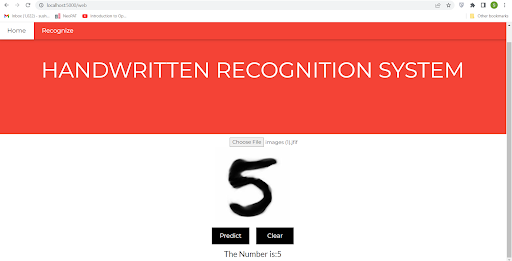 localhost:5000/web
Inbox (1,022) - sush...
NeoPAT
Introduction to Op...
Other bookmarks
Home
Recognize
HANDWRITTEN RECOGNITION SYSTEM
Choose File images (1).jfif
5
Predict
Clear
The Number is:5